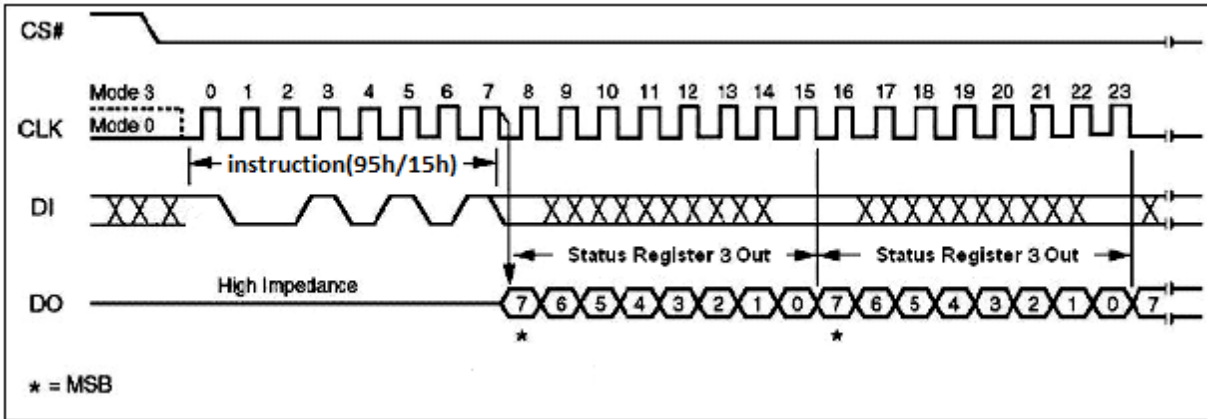 CS#
Mode 3 0 1 2 3 4 5 6 7 8 9 10 11 12 13 14 15 16 17 18 19 20 21 22 23
CLK Mode 0
instruction(95h/15h)
DI
Status Register 3 Out Status Register 3 Out
High Impedance
DO 7 6 5 4 3 2 1 0 7 6 5 4 3 2 1 0 7
* *
* = MSB